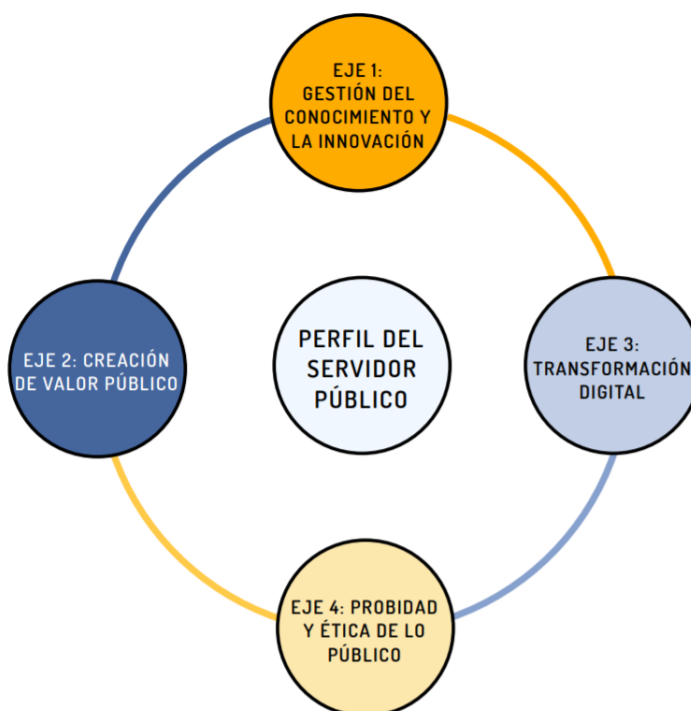 EJE 1:
GESTIÓN DEL
CONOCIMIENTO Y
LA INNOVACIÓN
EJE 2: CREACIÓN
DE VALOR PÚBLICO
PERFIL DEL
SERVIDOR
PÚBLICO
EJE 3:
TRANSFORMACIÓN
DIGITAL
EJE 4: PROBIDAD
Y ÉTICA DE LO
PÚBLICO